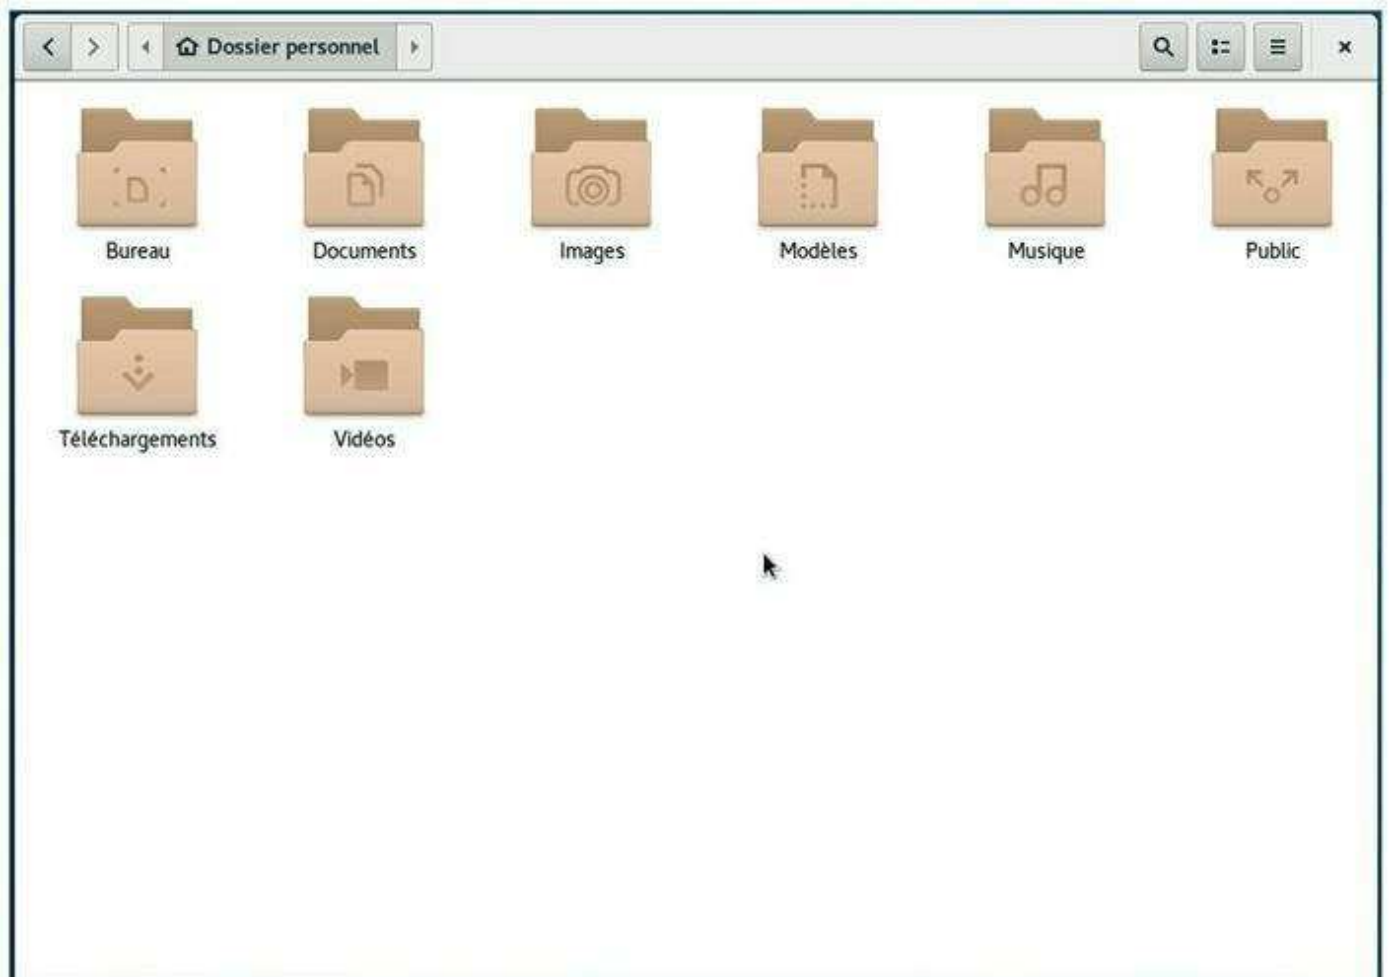 Dossier personnel
Bureau Documents Images Modèles Musique Public
Téléchargements Vidéos